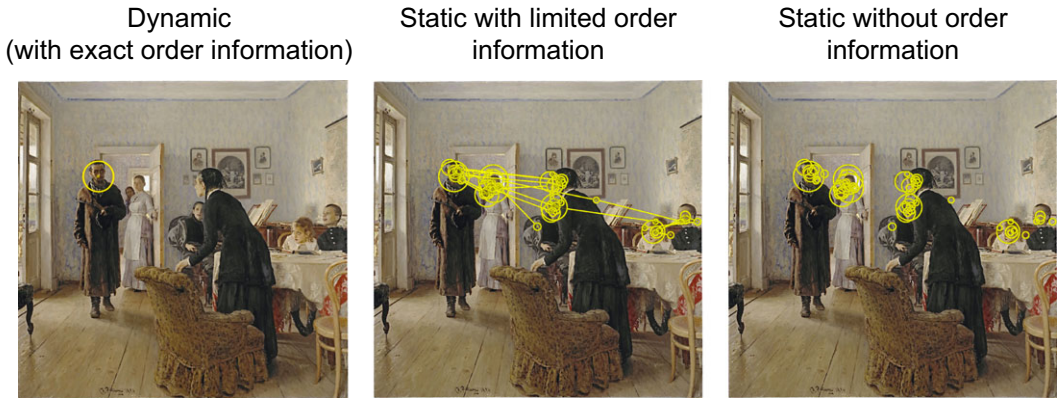 Dynamic
(with exact order information)
Static with limited order
information
Static without order
information